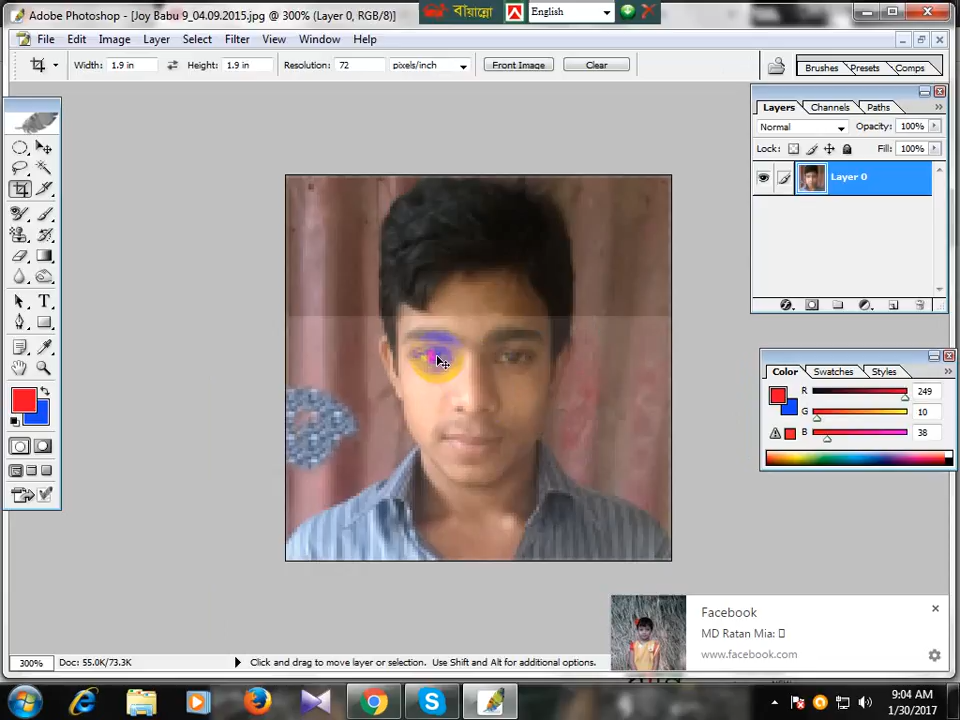 Adobe Photoshop - [Joy Babu 9_04.09.2015.jpg @ 300% (Layer 0, RGB/8)]
বায়ান্নো English
File Edit Image Layer Select Filter View Window Help
Width: 1.9 in Height: 1.9 in Resolution: 72 pixels/inch Front Image Clear Brushes Presets Comps
Layers Channels Paths
Normal Opacity: 100%
Lock: Fill: 100%
Layer 0
Color Swatches Styles
R 249
G 10
B 38
Facebook
MD Ratan Mia:
www.facebook.com
300% Doc: 55.0K/73.3K Click and drag to move layer or selection. Use Shift and Alt for additional options.
9:04 AM
1/30/2017